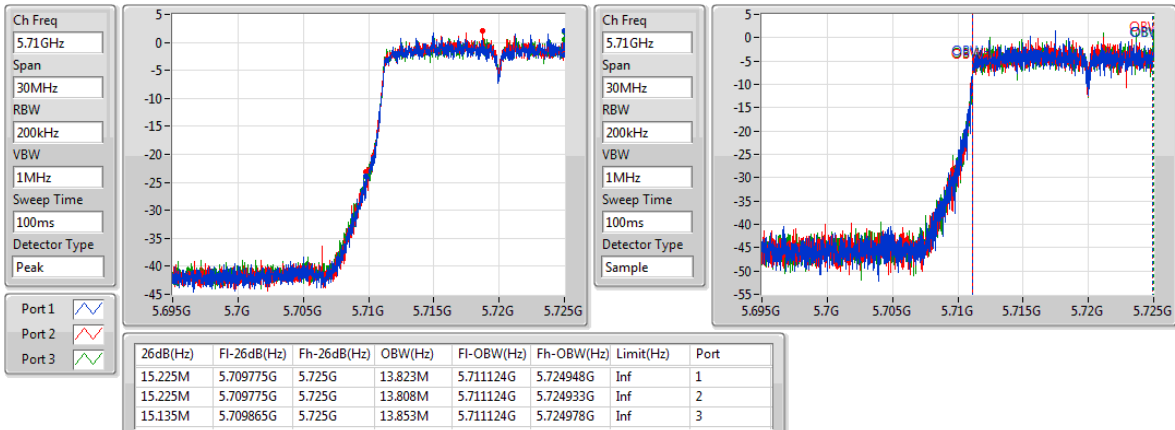 Ch Freq
5.71GHz
Span
30MHz
RBW
200kHz
VBW
1MHz
Sweep Time
100ms
Detector Type
Peak
5
0
-5
-10
-15
-20
-25
-30
-35
-40
-45
5.695G 5.7G 5.705G 5.71G 5.715G 5.72G 5.725G
Ch Freq
5.71GHz
Span
30MHz
RBW
200kHz
VBW
1MHz
Sweep Time
100ms
Detector Type
Sample
5
0
-5
-10
-15
-20
-25
-30
-35
-40
-45
-50
-55
OBW
OBW
OBW
5.695G 5.7G 5.705G 5.71G 5.715G 5.72G 5.725G
Port 1
Port 2
Port 3
26dB(Hz) Fl-26dB(Hz) Fh-26dB(Hz) OBW(Hz) Fl-OBW(Hz) Fh-OBW(Hz) Limit(Hz) Port
15.225M 5.709775G 5.725G 13.823M 5.711124G 5.724948G Inf 1
15.225M 5.709775G 5.725G 13.808M 5.711124G 5.724933G Inf 2
15.135M 5.709865G 5.725G 13.853M 5.711124G 5.724978G Inf 3